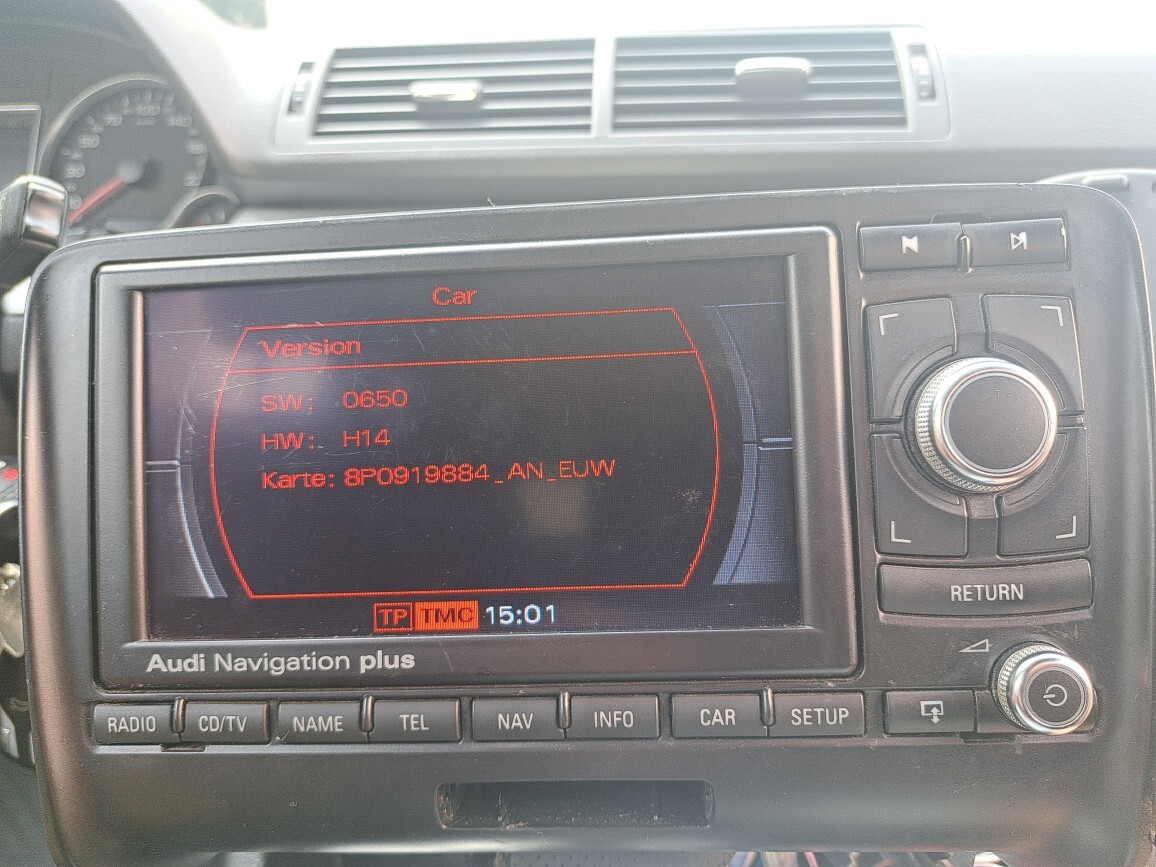 Car
Version
SW: 0650
HW: H14
Karte: 8P0919884_AN_EUW
TP TMC 15:01
Audi Navigation plus
RADIO CD/TV NAME TEL NAV INFO CAR SETUP
RETURN